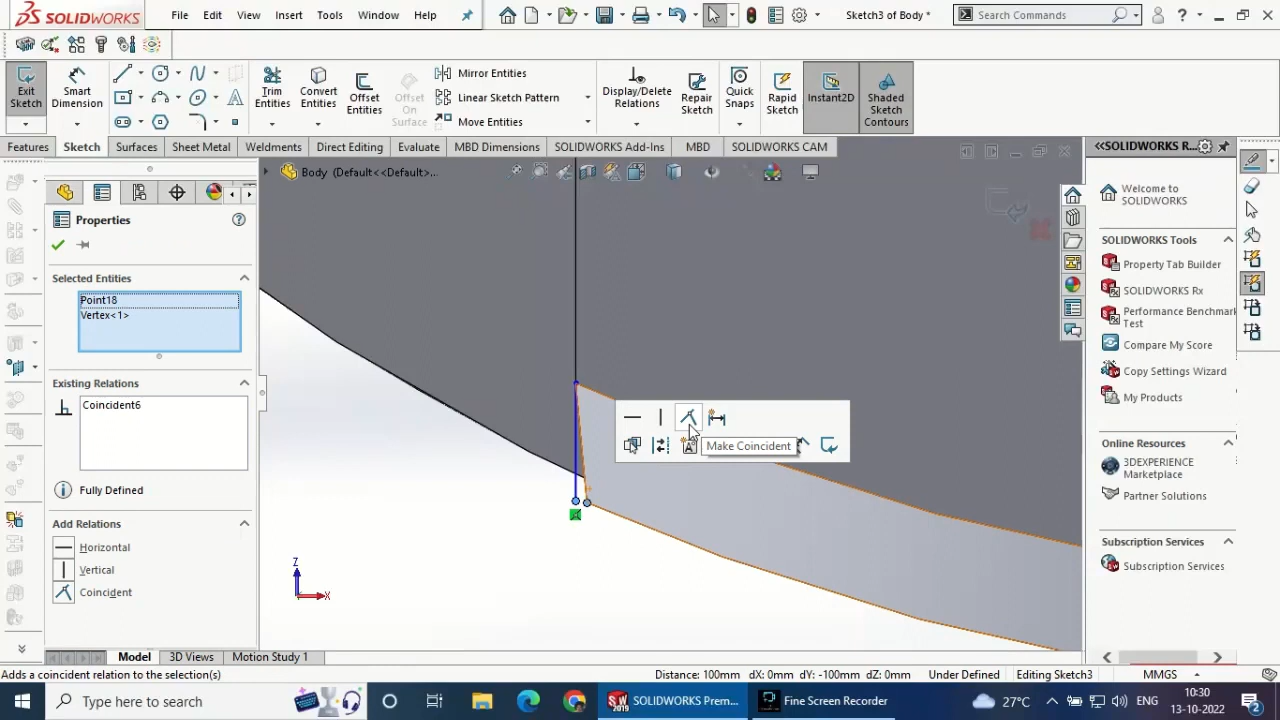 SOLIDWORKS
File Edit View Insert Tools Window Help
Sketch3 of Body *
Search Commands
Exit Sketch
Smart Dimension
Trim Entities
Convert Entities
Offset Entities
Offset On Surface
Mirror Entities
Linear Sketch Pattern
Move Entities
Display/Delete Relations
Repair Sketch
Quick Snaps
Rapid Sketch
Instant2D
Shaded Sketch Contours
Features Sketch Surfaces Sheet Metal Weldments Direct Editing Evaluate MBD Dimensions SOLIDWORKS Add-Ins MBD SOLIDWORKS CAM
Body (Default<<Default>...
Properties
Selected Entities
Point18
Vertex<1>
Existing Relations
Coincident6
Fully Defined
Add Relations
Horizontal
Vertical
Coincident
Make Coincident
Z
X
SOLIDWORKS R...
Welcome to SOLIDWORKS
SOLIDWORKS Tools
Property Tab Builder
SOLIDWORKS Rx
Performance Benchmark Test
Compare My Score
Copy Settings Wizard
My Products
Online Resources
3DEXPERIENCE Marketplace
Partner Solutions
Subscription Services
Subscription Services
Model 3D Views Motion Study 1
Adds a coincident relation to the selection(s)
Distance: 100mm dX: 0mm dY: -100mm dZ: 0mm Under Defined Editing Sketch3 MMGS
Type here to search
SW 2019
SOLIDWORKS Prem...
Fine Screen Recorder
27°C
ENG
10:30
13-10-2022
2